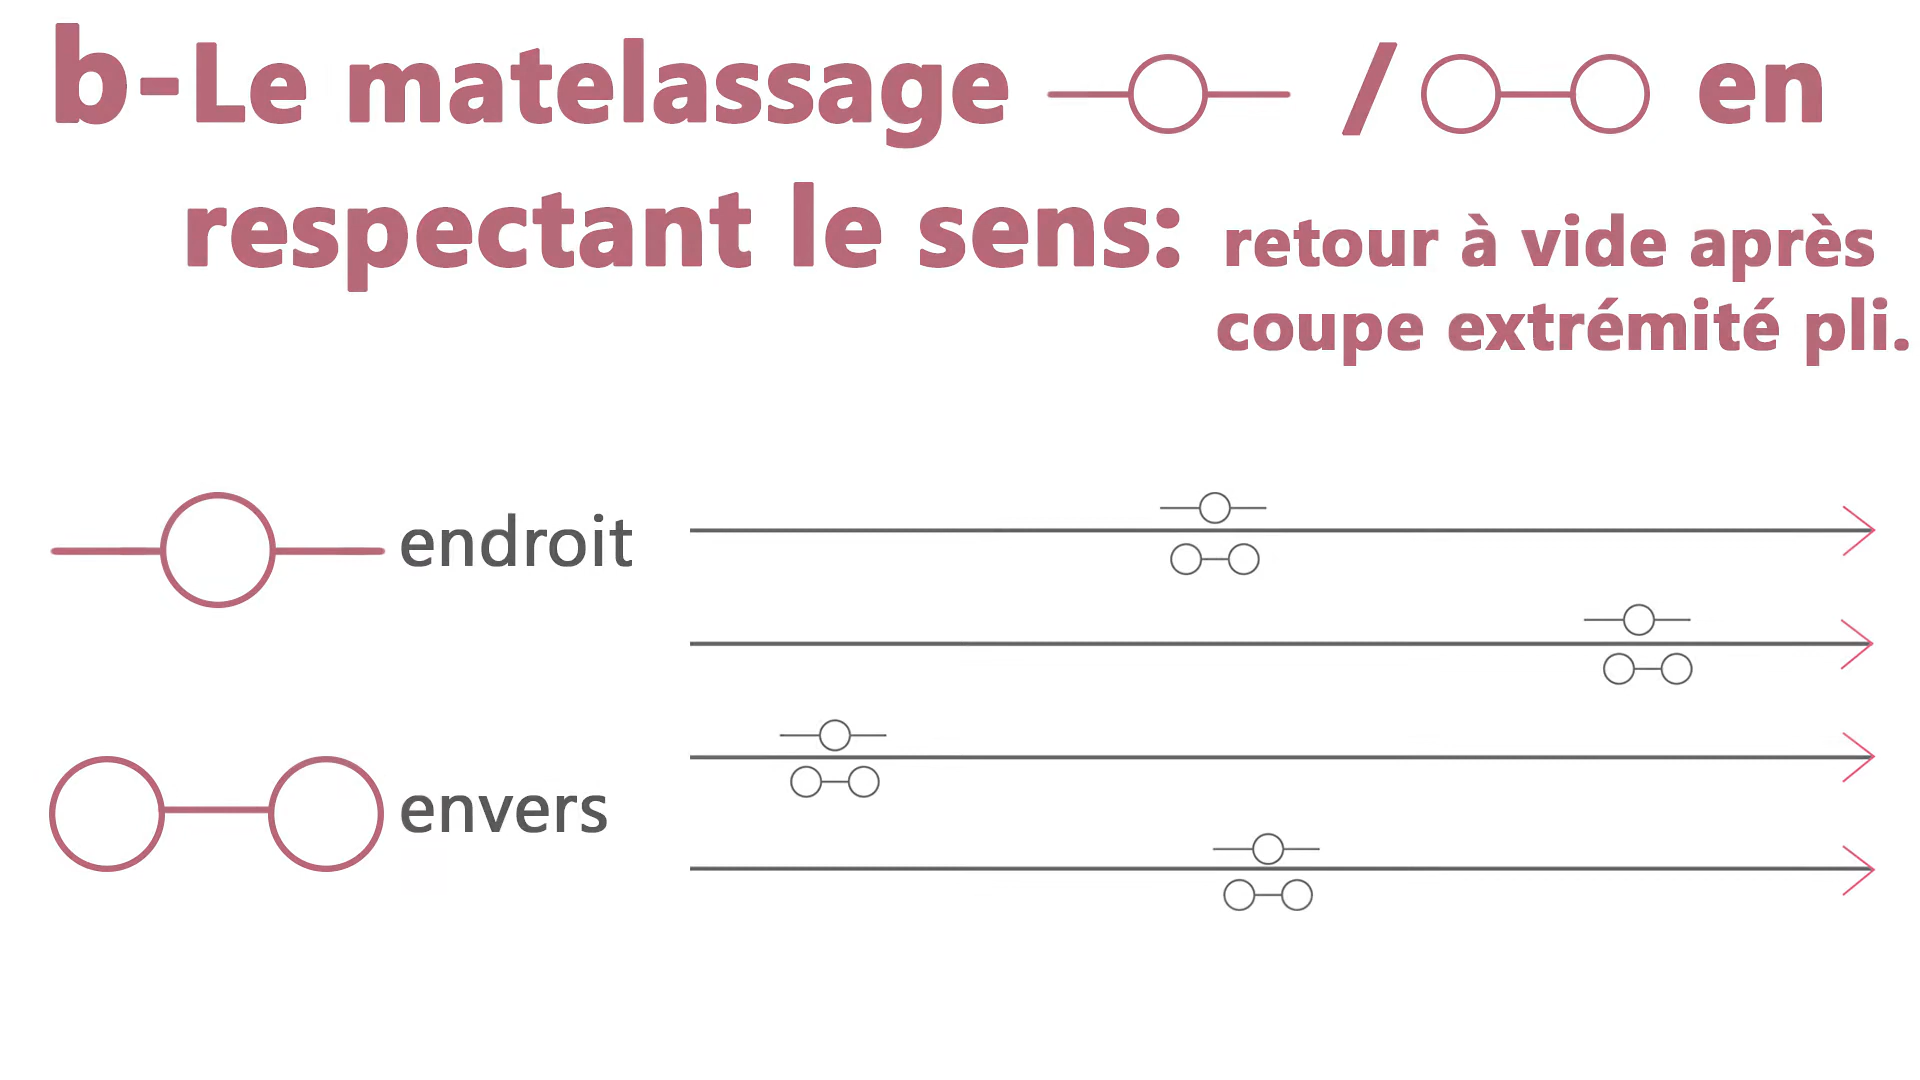 b-Le matelassage / en
respectant le sens: retour à vide après
coupe extrémité pli.
endroit
envers